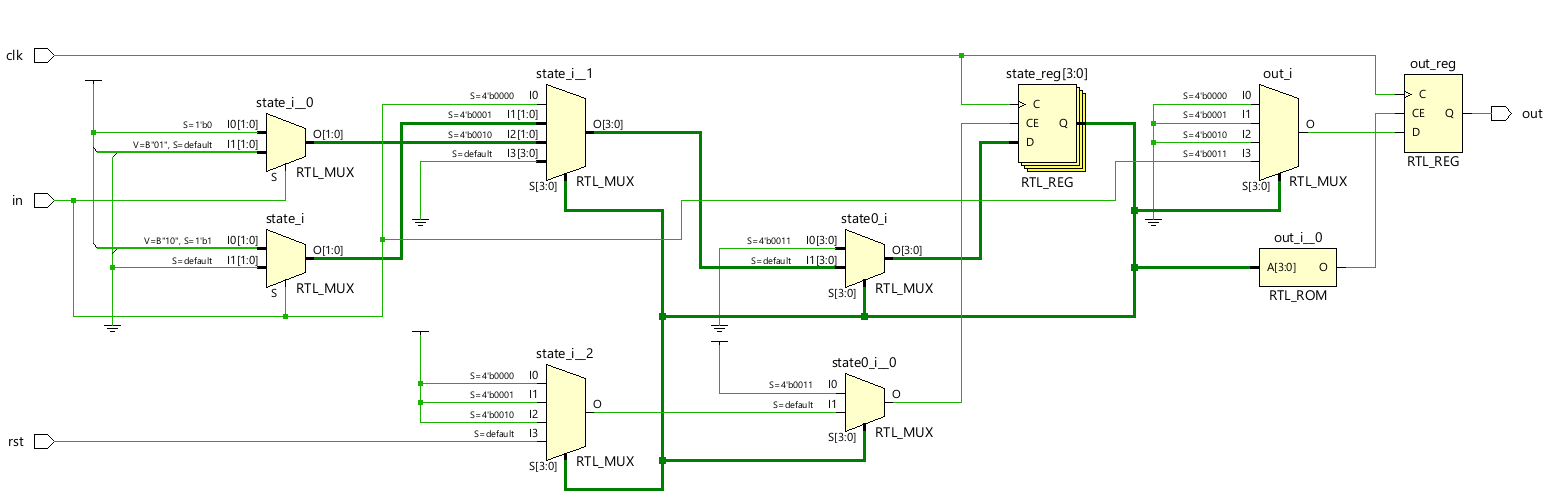 clk
in
rst
state_i__0
S=1'b0 I0[1:0]
V=B"01", S=default I1[1:0]
S
O[1:0]
RTL_MUX
state_i
V=B"10", S=1'b1 I0[1:0]
S=default I1[1:0]
S
O[1:0]
RTL_MUX
state_i__1
S=4'b0000 I0
S=4'b0001 I1[1:0]
S=4'b0010 I2[1:0]
S=default I3[3:0]
S[3:0]
O[3:0]
RTL_MUX
state_i__2
S=4'b0000 I0
S=4'b0001 I1
S=4'b0010 I2
S=default I3
S[3:0]
O
RTL_MUX
state0_i
S=4'b0011 I0[3:0]
S=default I1[3:0]
S[3:0]
O[3:0]
RTL_MUX
state0_i__0
S=4'b0011 I0
S=default I1
S[3:0]
O
RTL_MUX
state_reg[3:0]
C
CE Q
D
RTL_REG
out_i
S=4'b0000 I0
S=4'b0001 I1
S=4'b0010 I2
S=4'b0011 I3
S[3:0]
O
RTL_MUX
out_i__0
A[3:0] O
RTL_ROM
out_reg
C
CE Q
D
RTL_REG
out